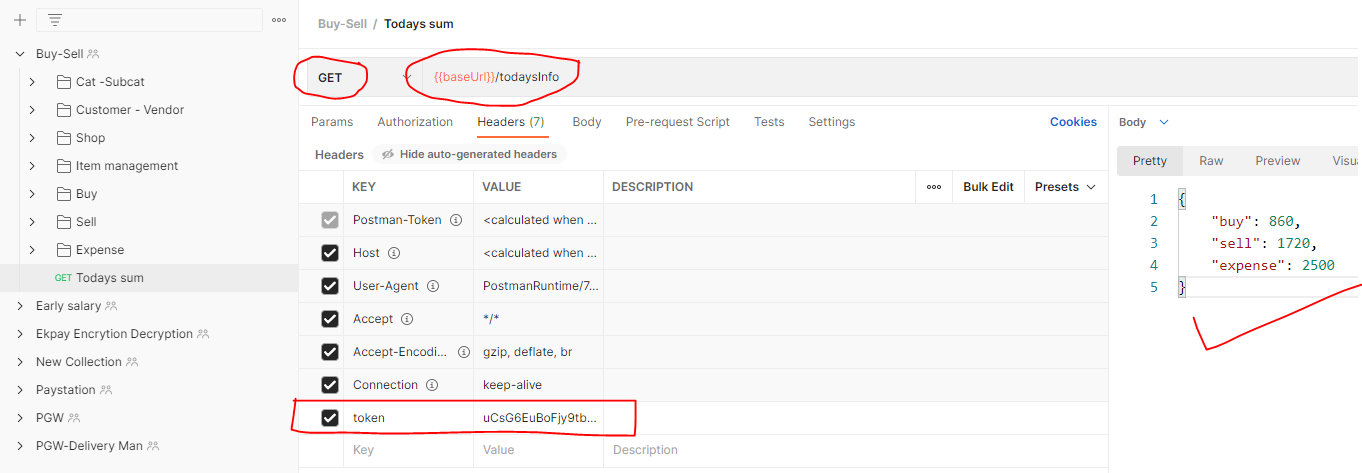 Buy-Sell / Todays sum
Buy-Sell
Cat -Subcat
Customer - Vendor
Shop
Item management
Buy
Sell
Expense
GET Todays sum
Early salary
Ekpay Encrytion Decryption
New Collection
Paystation
PGW
PGW-Delivery Man
GET {{baseUrl}}/todaysInfo
Params Authorization Headers (7) Body Pre-request Script Tests Settings Cookies
Headers Hide auto-generated headers
KEY VALUE DESCRIPTION Bulk Edit Presets
Postman-Token <calculated when ...
Host <calculated when ...
User-Agent PostmanRuntime/7...
Accept */*
Accept-Encodi... gzip, deflate, br
Connection keep-alive
token uCsG6EuBoFjy9tb...
Key Value Description
Body
Pretty Raw Preview Visua
1 {
2 "buy": 860,
3 "sell": 1720,
4 "expense": 2500
5 }